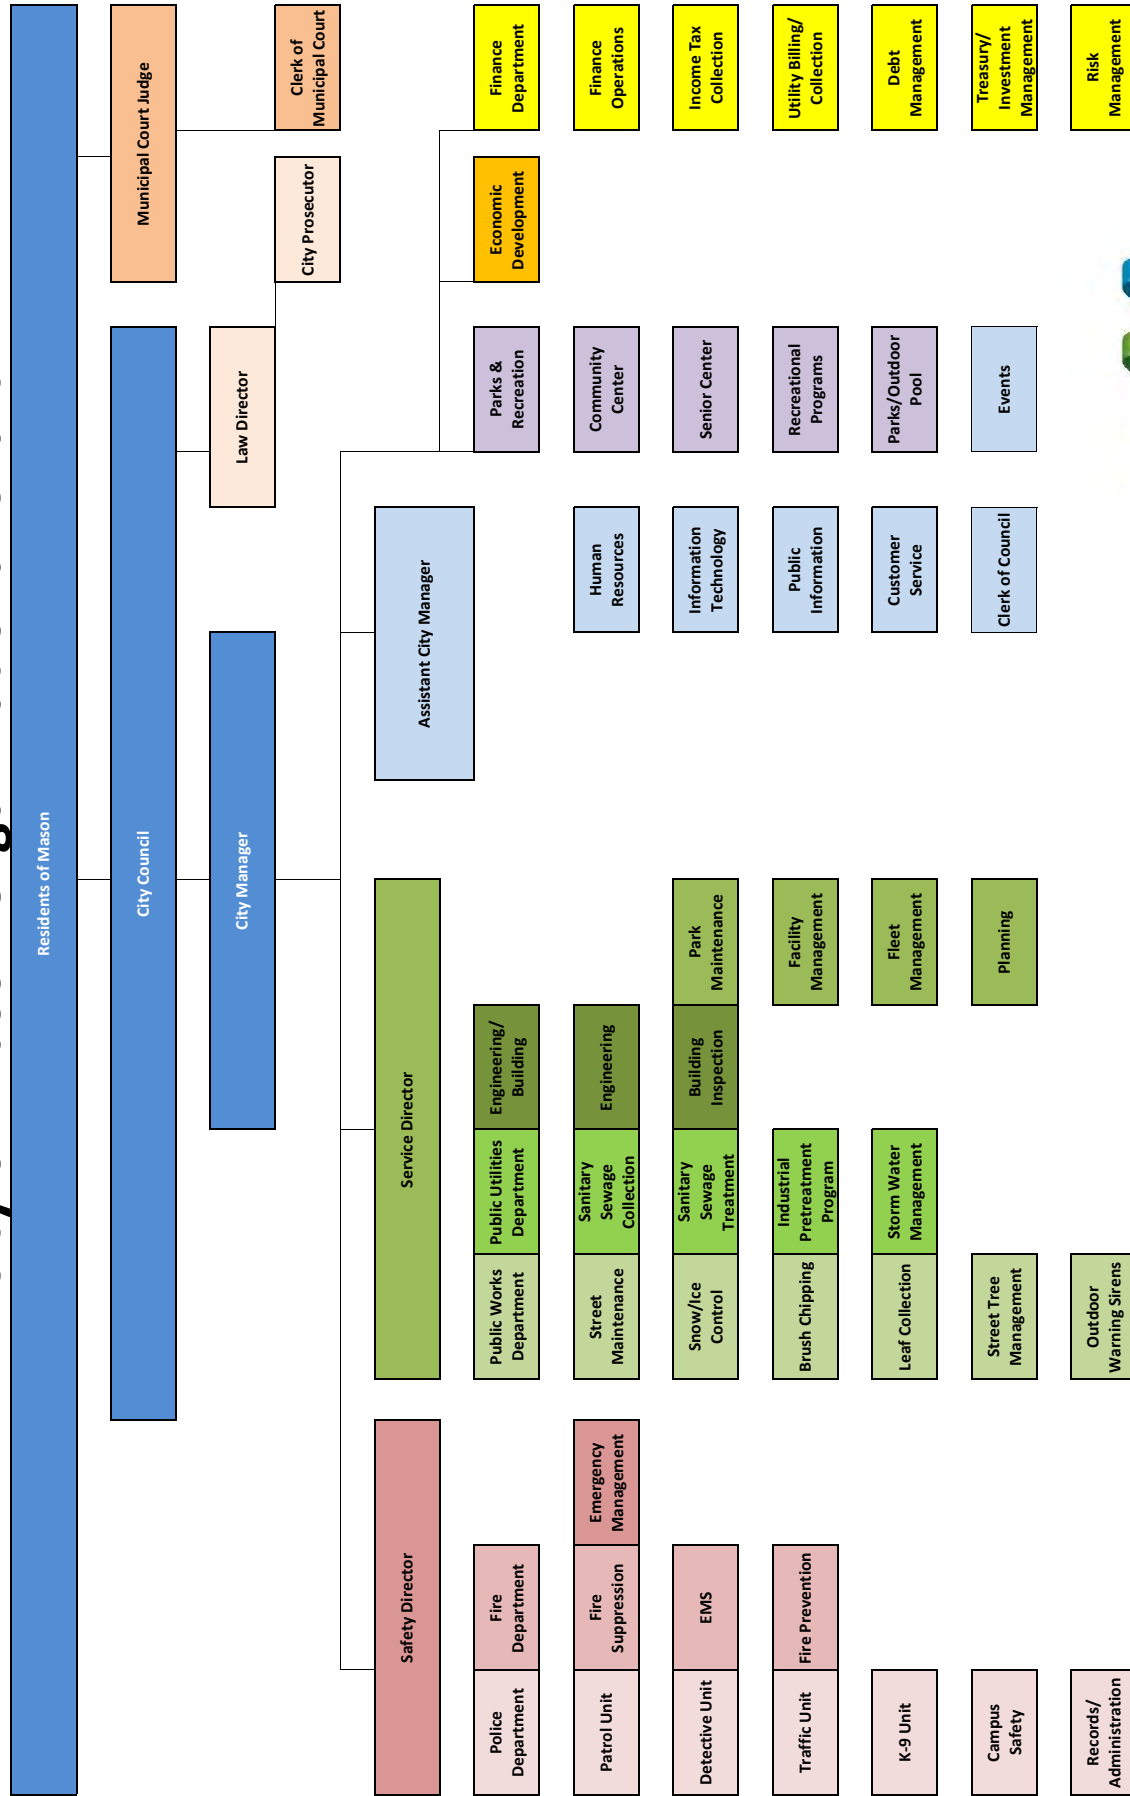 Residents of Mason
City Council
Municipal Court Judge
City Manager
Law Director
City Prosecutor
Clerk of
Municipal Court
Safety Director
Service Director
Assistant City Manager
Police
Department
Fire
Department
Public Works
Department
Public Utilities
Department
Engineering/
Building
Parks &
Recreation
Economic
Development
Finance
Department
Patrol Unit
Fire
Suppression
Emergency
Management
Street
Maintenance
Sanitary
Sewage
Collection
Engineering
Human
Resources
Community
Center
Finance
Operations
Detective Unit
EMS
Snow/Ice
Control
Sanitary
Sewage
Treatment
Building
Inspection
Park
Maintenance
Information
Technology
Senior Center
Income Tax
Collection
Traffic Unit
Fire Prevention
Brush Chipping
Industrial
Pretreatment
Program
Facility
Management
Public
Information
Recreational
Programs
Utility Billing/
Collection
K-9 Unit
Leaf Collection
Storm Water
Management
Fleet
Management
Customer
Service
Parks/Outdoor
Pool
Debt
Management
Campus
Safety
Street Tree
Management
Planning
Clerk of Council
Events
Treasury/
Investment
Management
Records/
Administration
Outdoor
Warning Sirens
Risk
Management